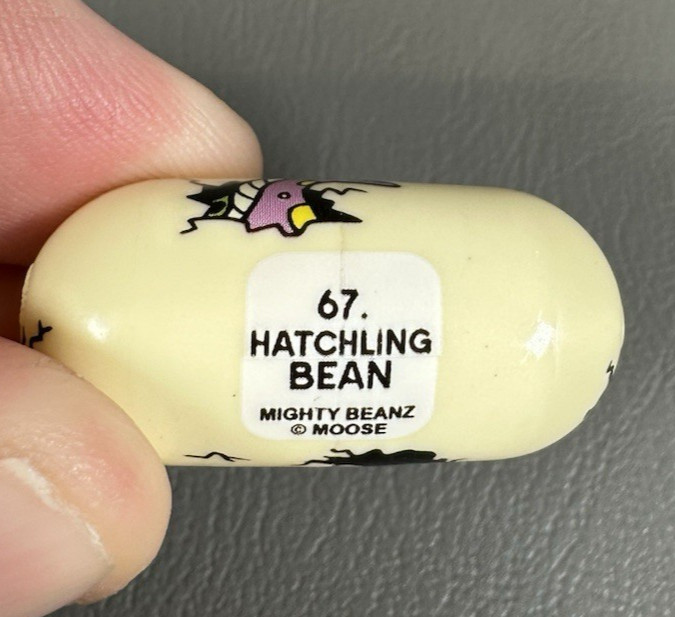 67.
HATCHLING
BEAN
MIGHTY BEANZ
© MOOSE